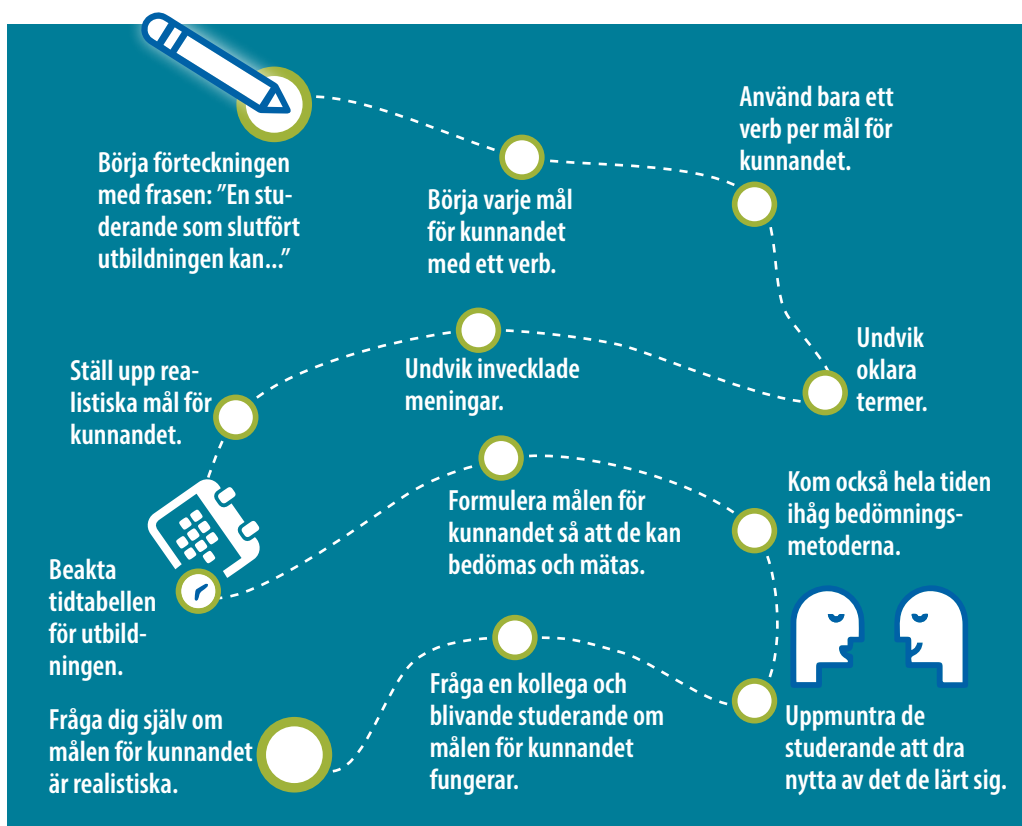 Börja förteckningen
med frasen: ”En stu-
derande som slutfört
utbildningen kan...”
Börja varje mål
för kunnandet
med ett verb.
Använd bara ett
verb per mål för
kunnandet.
Undvik
oklara
termer.
Undvik invecklade
meningar.
Ställ upp rea-
listiska mål för
kunnandet.
Beakta
tidtabellen
för utbild-
ningen.
Formulera målen för
kunnandet så att de kan
bedömas och mätas.
Kom också hela tiden
ihåg bedömnings-
metoderna.
Uppmuntra de
studerande att dra
nytta av det de lärt sig.
Fråga en kollega och
blivande studerande om
målen för kunnandet
fungerar.
Fråga dig själv om
målen för kunnandet
är realistiska.